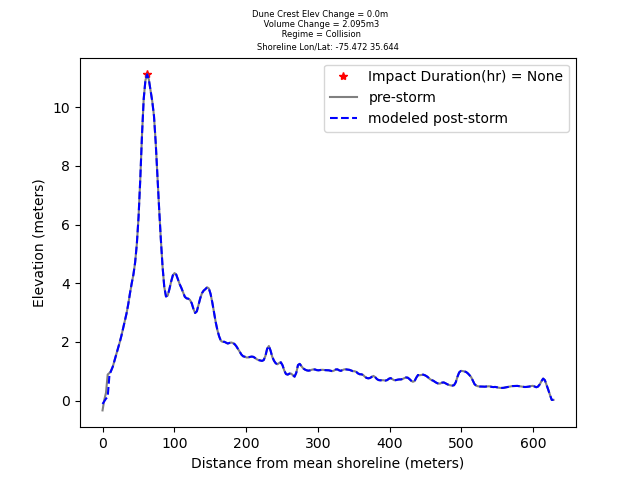 Dune Crest Elev Change = 0.0m
Volume Change = 2.095m3
Regime = Collision
Shoreline Lon/Lat: -75.472 35.644
Impact Duration(hr) = None
pre-storm
modeled post-storm
Elevation (meters)
10
8
6
4
2
0
0 100 200 300 400 500 600
Distance from mean shoreline (meters)